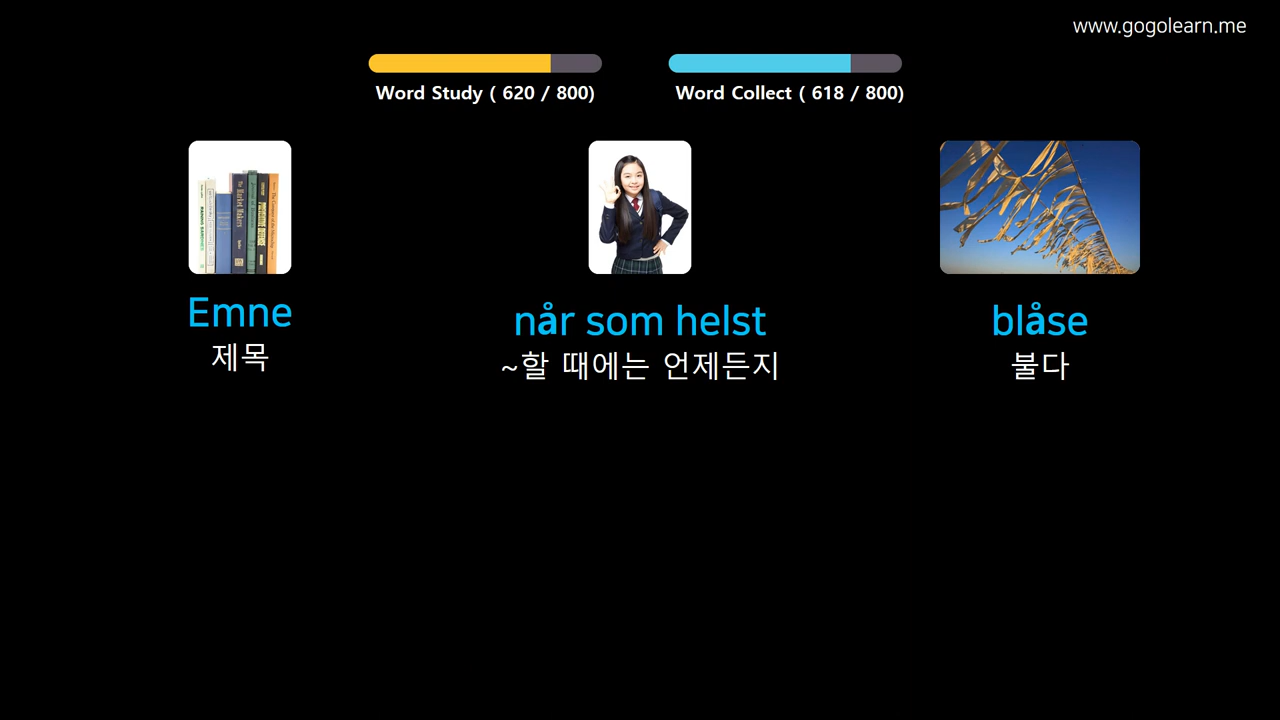 www.gogolearn.me
Word Study ( 620 / 800)
Word Collect ( 618 / 800)
Emne
제목
når som helst
~할 때에는 언제든지
blåse
불다